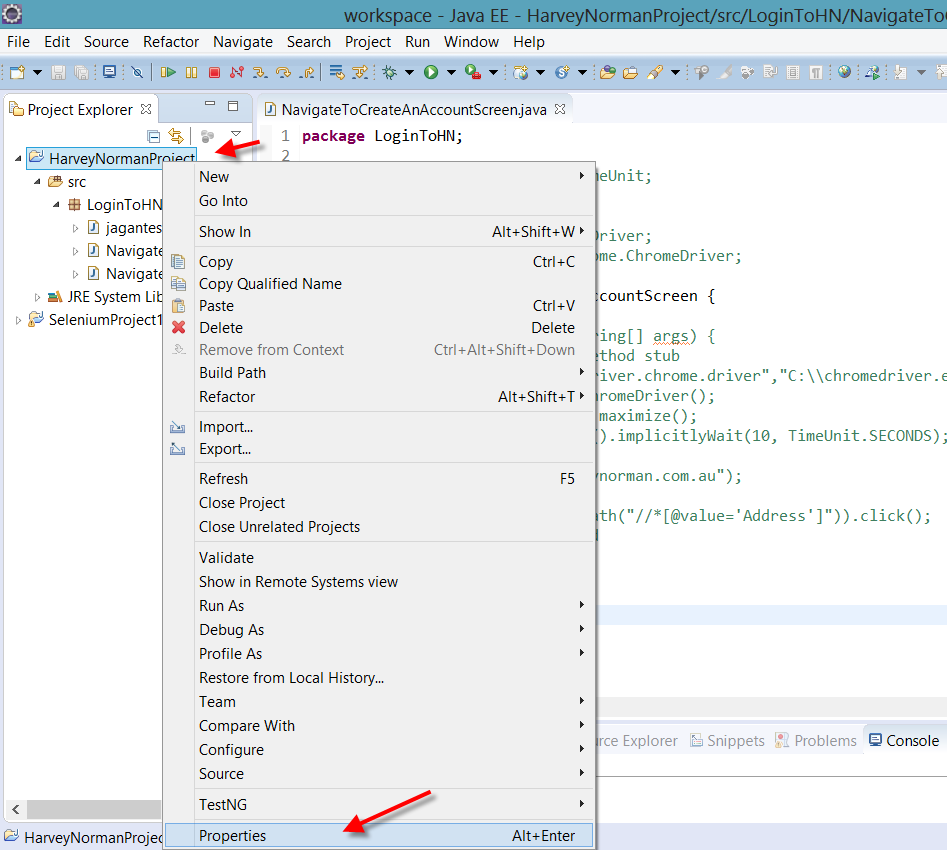 workspace - Java EE - HarveyNormanProject/src/LoginToHN/NavigateToC
File Edit Source Refactor Navigate Search Project Run Window Help
Project Explorer
NavigateToCreateAnAccountScreen.java
1 package LoginToHN;
2
HarveyNormanProject
src
LoginToHN
jagantes
Navigate
Navigate
JRE System Lib
SeleniumProject1
New
Go Into
Show In Alt+Shift+W
Copy Ctrl+C
Copy Qualified Name
Paste Ctrl+V
Delete Delete
Remove from Context Ctrl+Alt+Shift+Down
Build Path
Refactor Alt+Shift+T
Import...
Export...
Refresh F5
Close Project
Close Unrelated Projects
Validate
Show in Remote Systems view
Run As
Debug As
Profile As
Restore from Local History...
Team
Compare With
Configure
Source
TestNG
Properties Alt+Enter
meUnit;
Driver;
ome.ChromeDriver;
ccountScreen {
ring[] args) {
ethod stub
river.chrome.driver","C:\\chromedriver.e
hromeDriver();
maximize();
().implicitlyWait(10, TimeUnit.SECONDS);
ynorman.com.au");
ath("//*[@value='Address']")).click();
urce Explorer Snippets Problems Console
HarveyNormanProjec